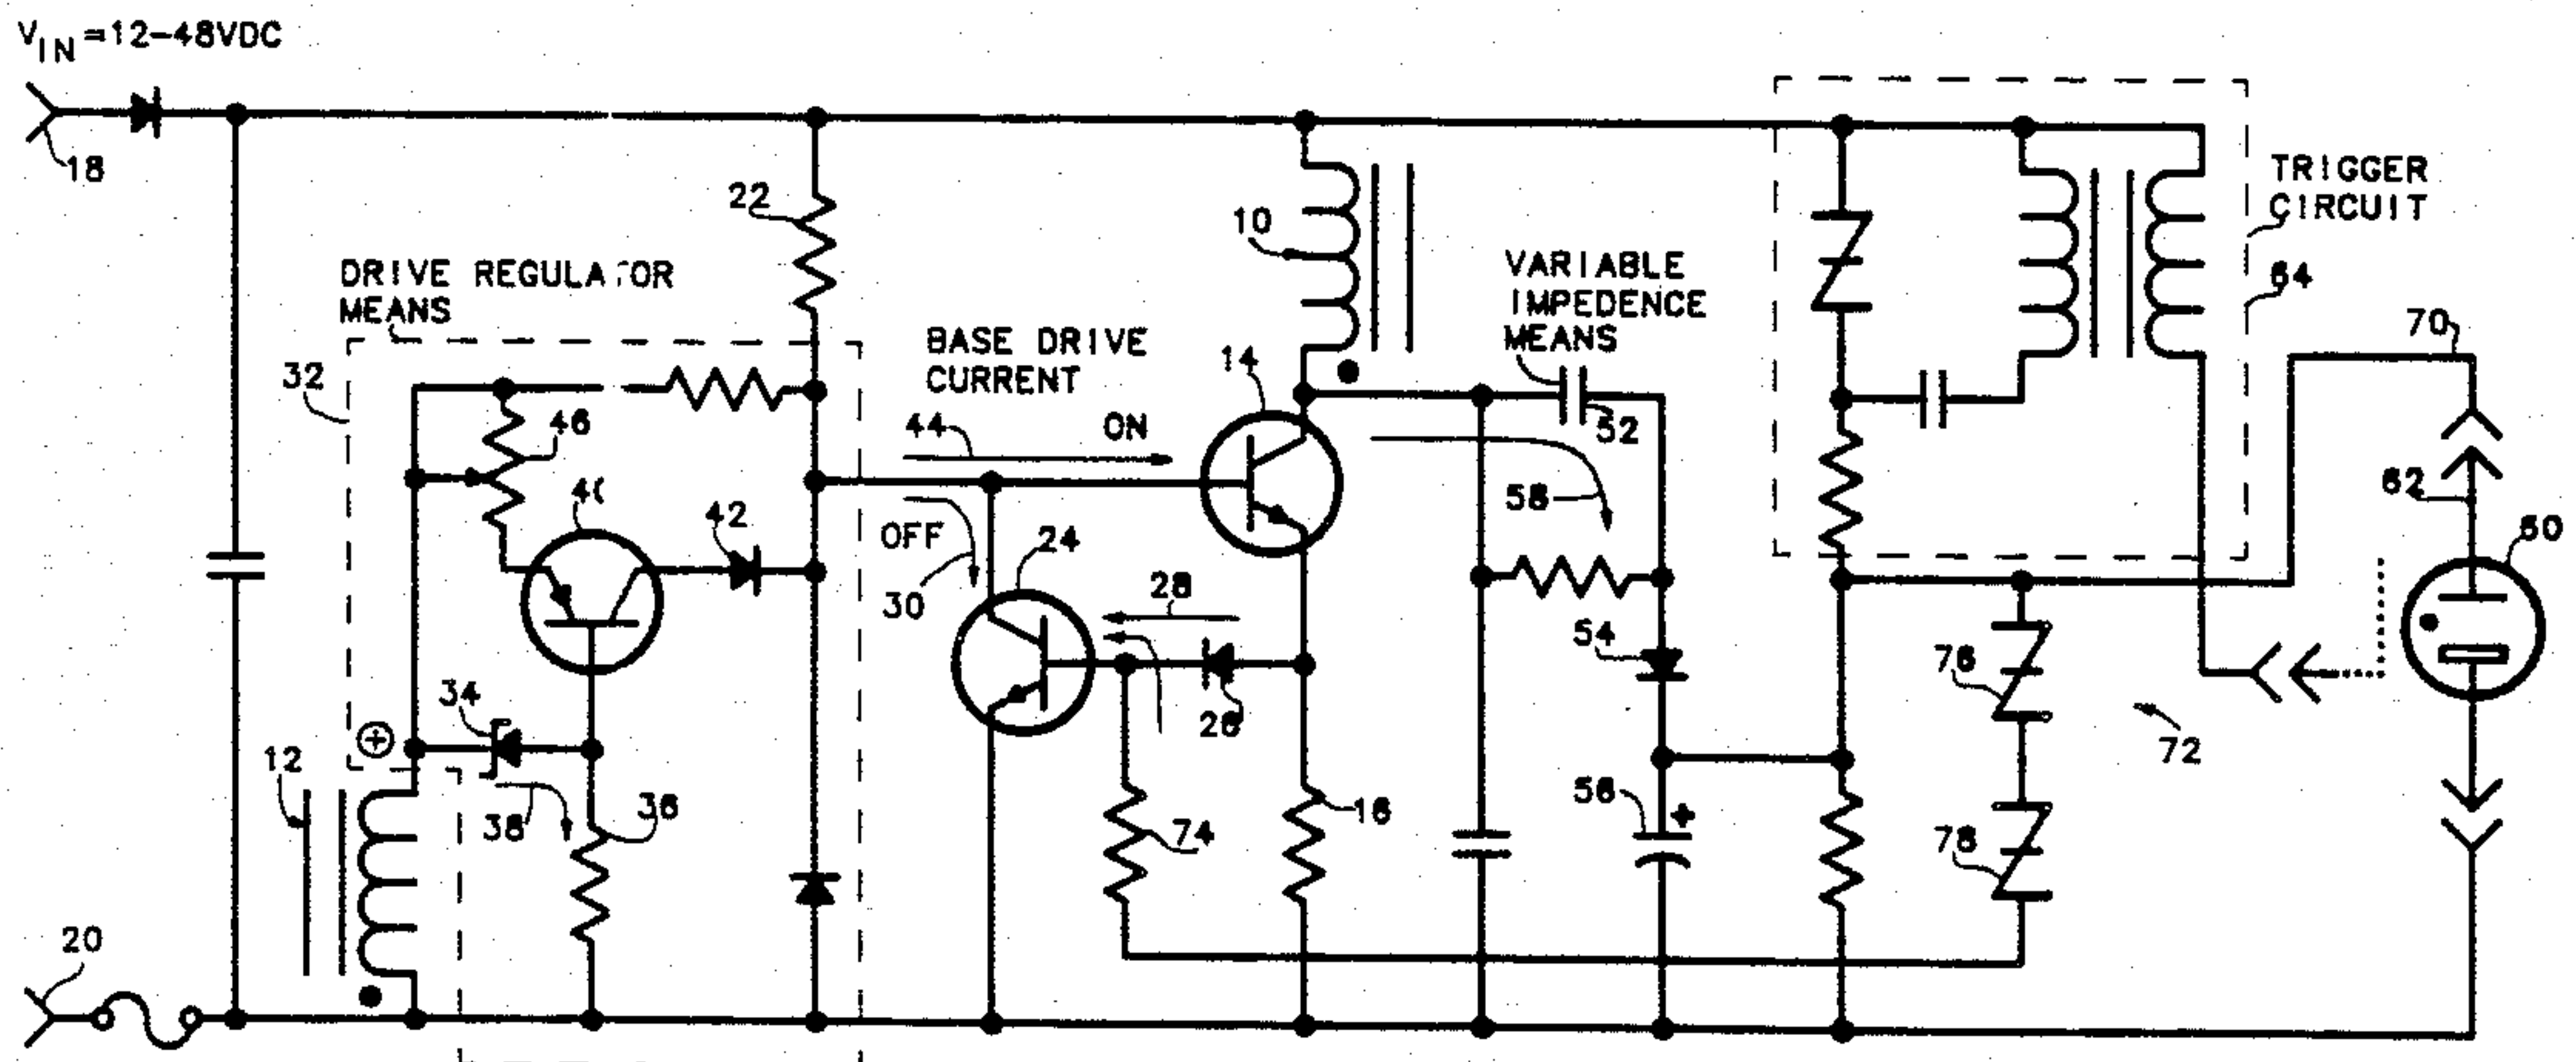 V IN =12-48VDC
18
22
10
TRIGGER
CIRCUIT
64
DRIVE REGULATOR
MEANS
VARIABLE
IMPEDENCE
MEANS
BASE DRIVE
CURRENT
70
32
14
46
44
ON
52
42
OFF
24
58
62
60
30
28
54
34
26
76
12
72
38
36
74
16
56
+
78
20